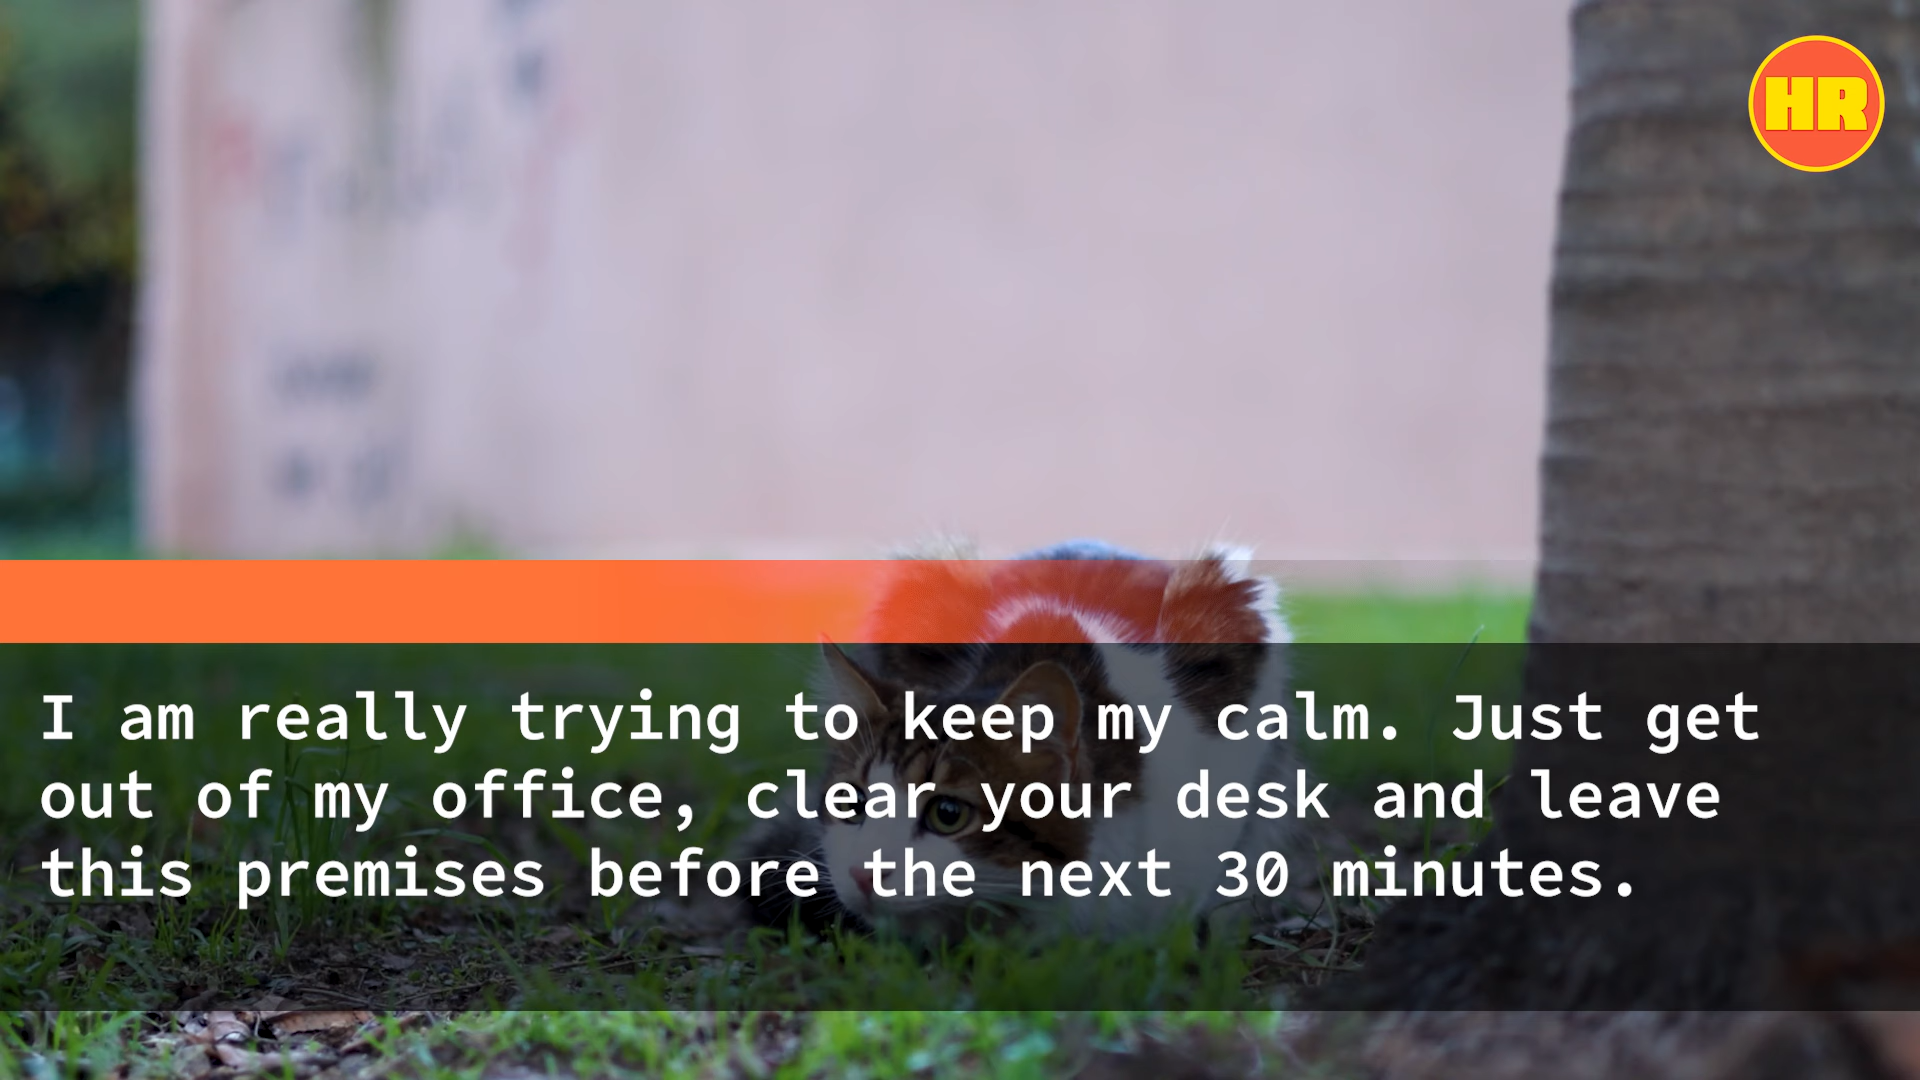 HR
I am really trying to keep my calm. Just get
out of my office, clear your desk and leave
this premises before the next 30 minutes.